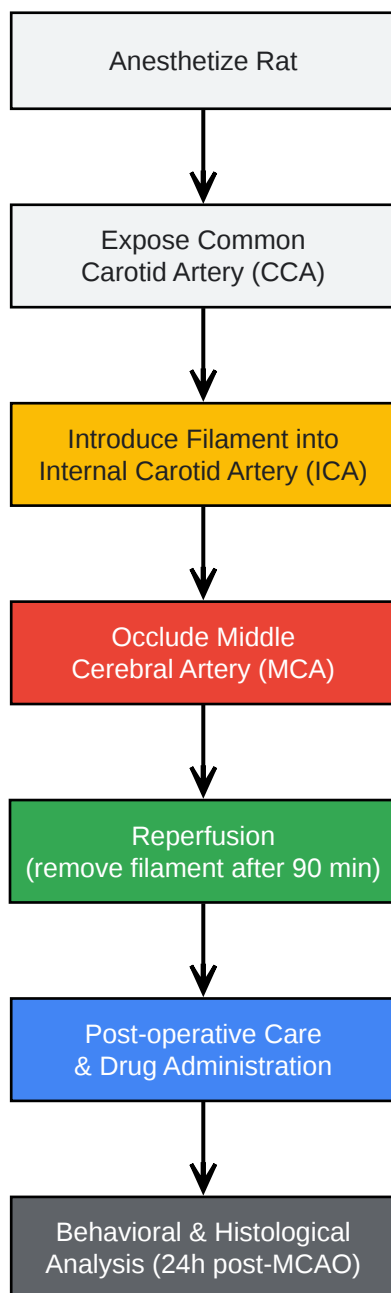 Anesthetize Rat
Expose Common
Carotid Artery (CCA)
Introduce Filament into
Internal Carotid Artery (ICA)
Occlude Middle
Cerebral Artery (MCA)
Reperfusion
(remove filament after 90 min)
Post-operative Care
& Drug Administration
Behavioral & Histological
Analysis (24h post-MCAO)